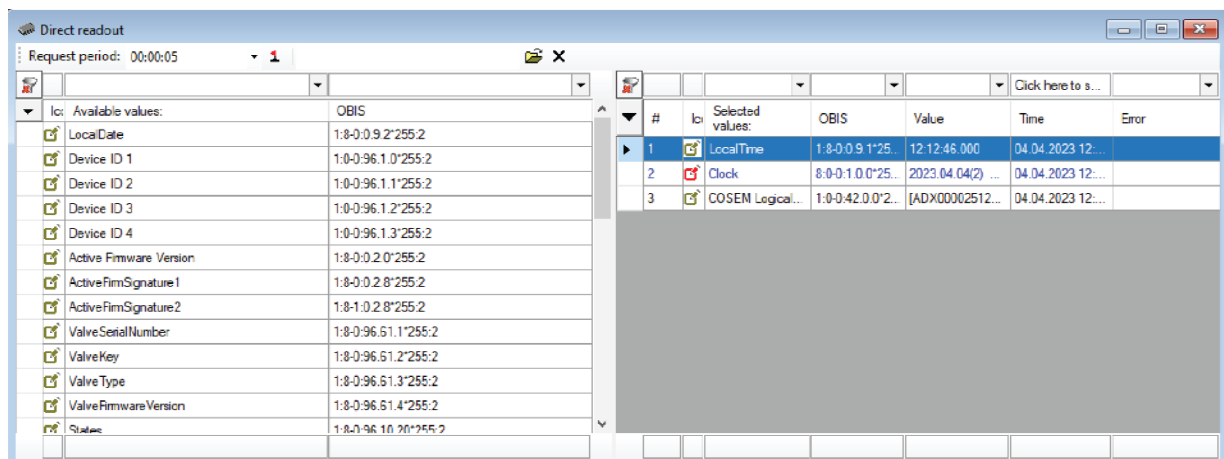 Direct readout
Request period: 00:00:05 1
Click here to s...
Available values: OBIS
LocalDate 1:8-0:0.9.2*255:2
Device ID 1 1:0-0:96.1.0*255:2
Device ID 2 1:0-0:96.1.1*255:2
Device ID 3 1:0-0:96.1.2*255:2
Device ID 4 1:0-0:96.1.3*255:2
Active Firmware Version 1:8-0:0.2.0*255:2
ActiveFirmSignature1 1:8-0:0.2.8*255:2
ActiveFirmSignature2 1:8-1:0.2.8*255:2
ValveSerialNumber 1:8-0:96.61.1*255:2
ValveKey 1:8-0:96.61.2*255:2
ValveType 1:8-0:96.61.3*255:2
ValveFirmwareVersion 1:8-0:96.61.4*255:2
States 1:8-0:96.10.20*255:2
# Ico Selected values: OBIS Value Time Error
1 LocalTime 1:8-0:0.9.1*25... 12:12:46.000 04.04.2023 12:...
2 Clock 8:0-0:1.0.0*25... 2023.04.04(2) ... 04.04.2023 12:...
3 COSEM Logical... 1:0-0:42.0.0*2... [ADX00002512... 04.04.2023 12:...